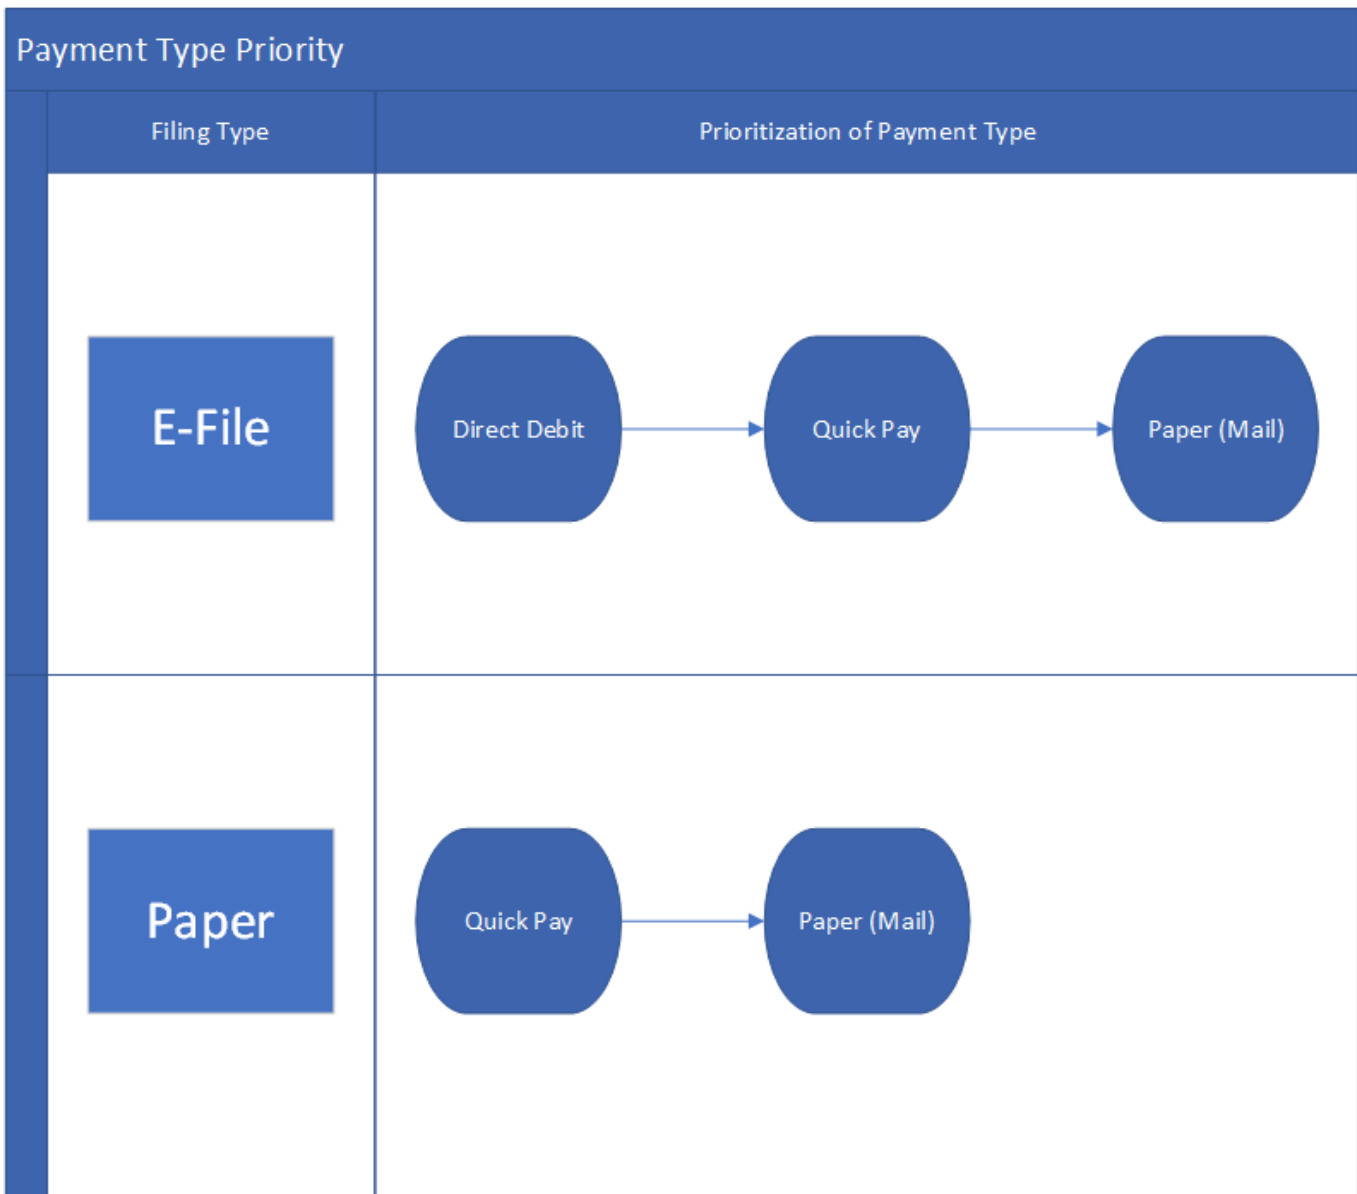 Payment Type Priority
Filing Type
Prioritization of Payment Type
E-File
Direct Debit
Quick Pay
Paper (Mail)
Paper
Quick Pay
Paper (Mail)